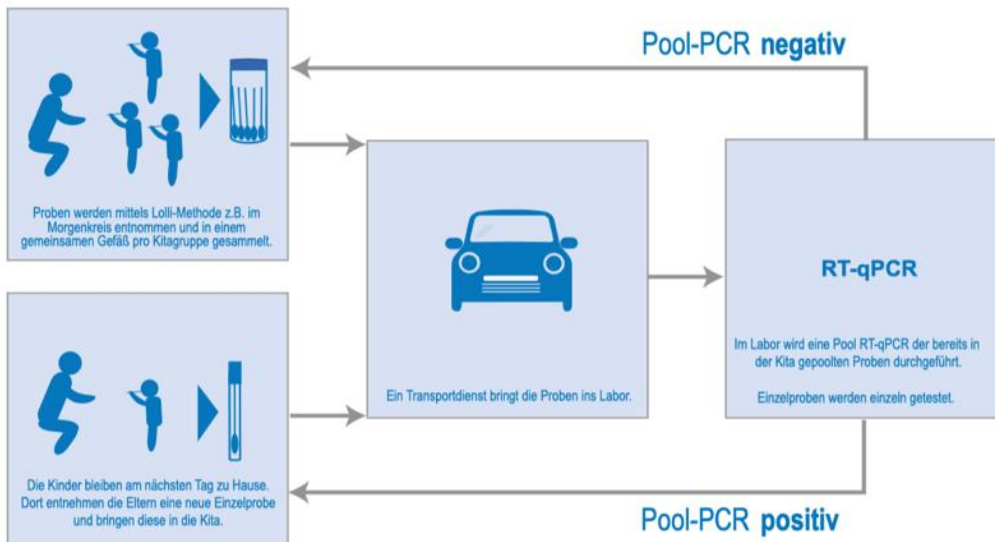 Pool-PCR negativ
Proben werden mittels Lolli-Methode z.B. im
Morgenkreis entnommen und in einem
gemeinsamen Gefäß pro Kitagruppe gesammelt.
Ein Transportdienst bringt die Proben ins Labor.
RT-qPCR
Im Labor wird eine Pool RT-qPCR der bereits in
der Kita gepoolten Proben durchgeführt.
Einzelproben werden einzeln getestet.
Die Kinder bleiben am nächsten Tag zu Hause.
Dort entnehmen die Eltern eine neue Einzelprobe
und bringen diese in die Kita.
Pool-PCR positiv